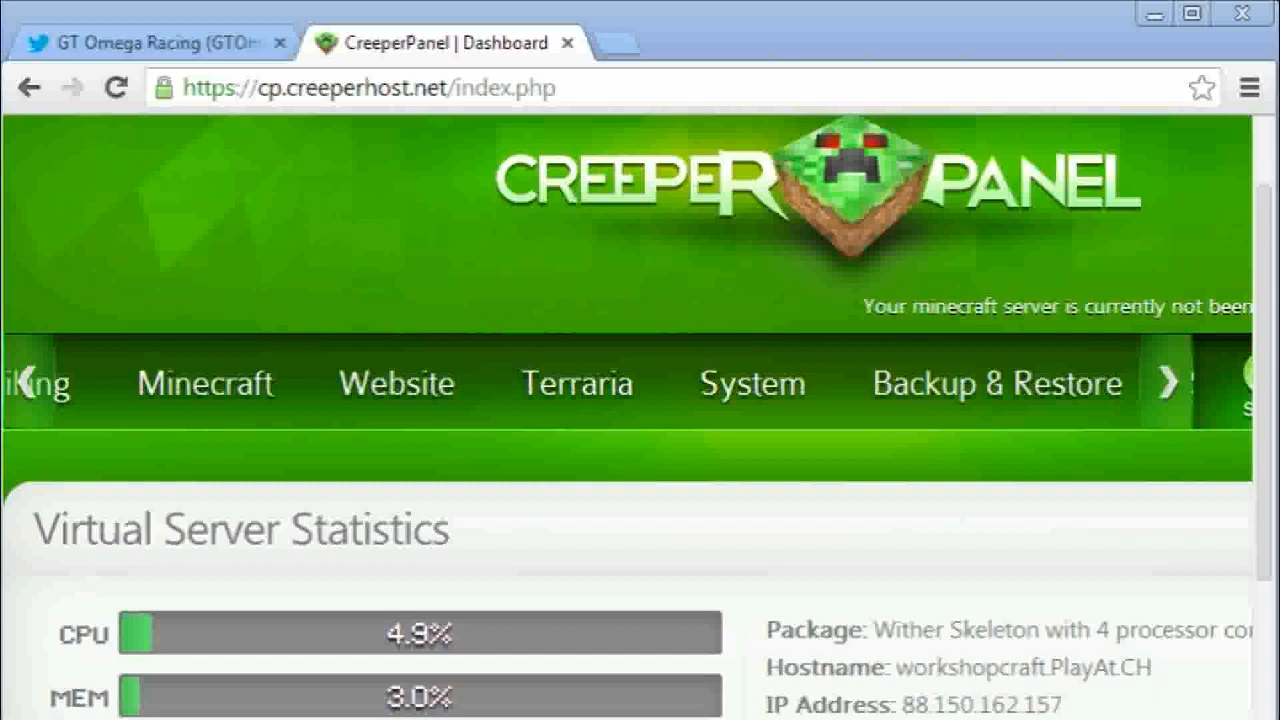 GT Omega Racing (GTOm
CreeperPanel | Dashboard
https://cp.creeperhost.net/index.php
CREEPER PANEL
Your minecraft server is currently not been
Minecraft Website Terraria System Backup & Restore
Virtual Server Statistics
CPU 4.9%
Package: Wither Skeleton with 4 processor cor
Hostname: workshopcraft.PlayAt.CH
MEM 3.0%
IP Address: 88.150.162.157